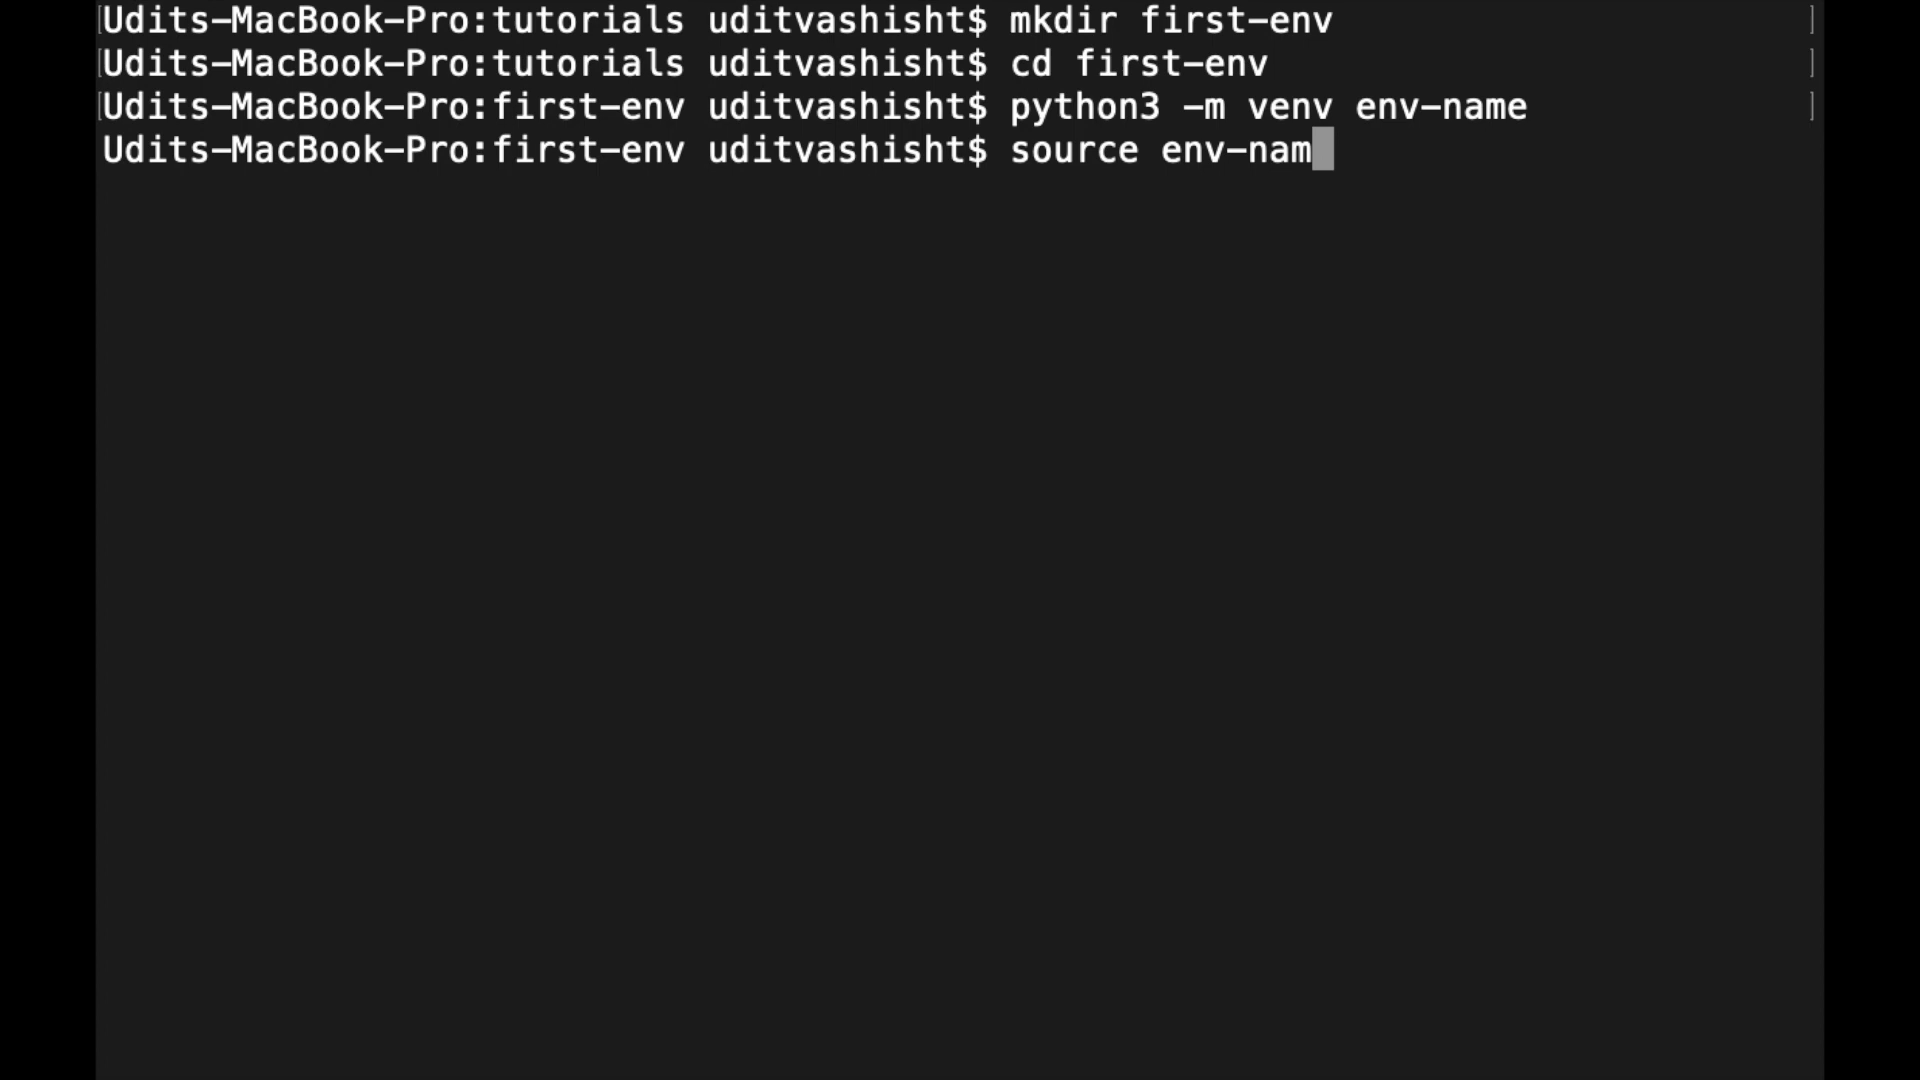 [Udits-MacBook-Pro:tutorials uditvashisht$ mkdir first-env ]
[Udits-MacBook-Pro:tutorials uditvashisht$ cd first-env ]
[Udits-MacBook-Pro:first-env uditvashisht$ python3 -m venv env-name ]
Udits-MacBook-Pro:first-env uditvashisht$ source env-nam